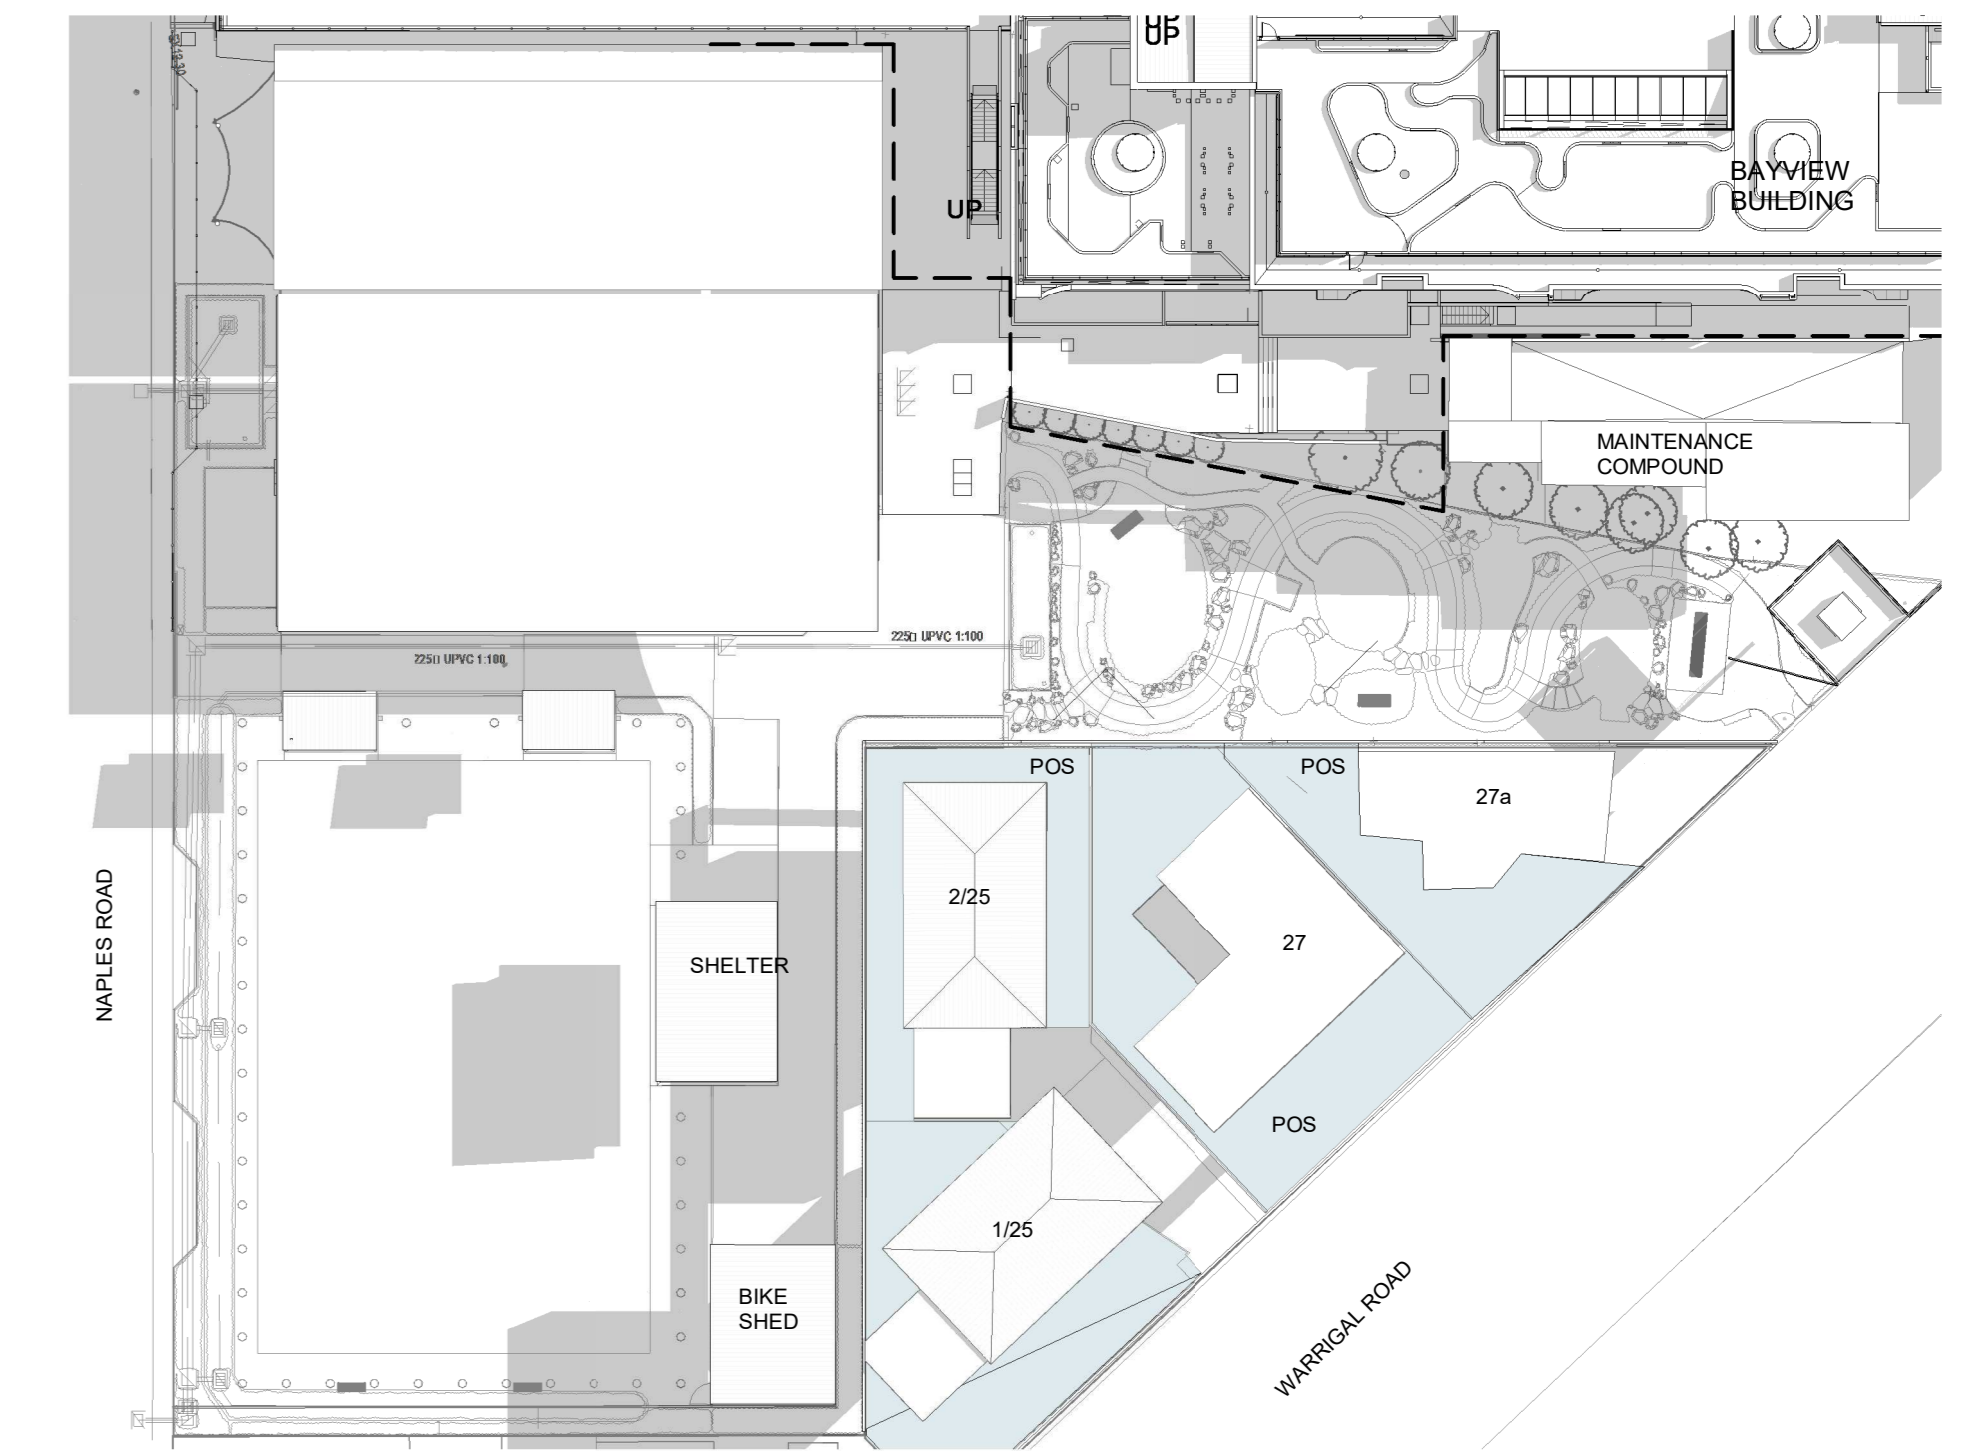 UP
UP
BAYVIEW
BUILDING
UP
MAINTENANCE
COMPOUND
225▯ UPVC 1:100
225▯ UPVC 1:100
POS
POS
27a
2/25
27
NAPLES ROAD
SHELTER
POS
1/25
BIKE
SHED
WARRIGAL ROAD